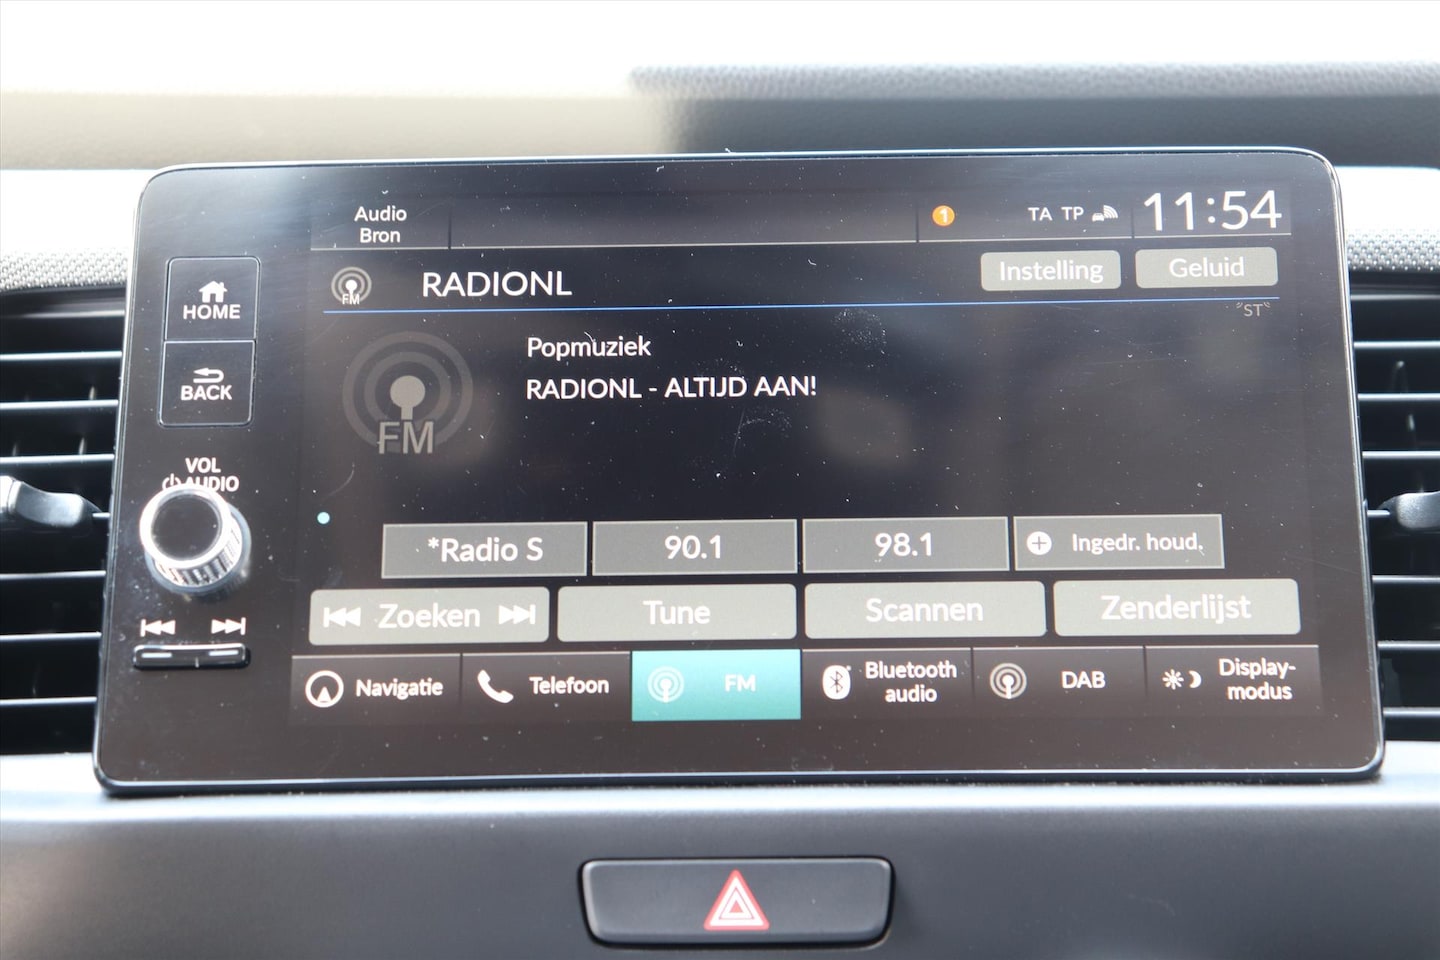 Audio
Bron
1
TA TP
11:54
HOME
FM
RADIONL
Instelling
Geluid
ST
Popmuziek
RADIONL - ALTIJD AAN!
FM
BACK
VOL
AUDIO
*Radio S
90.1
98.1
+ Ingedr. houd.
Zoeken
Tune
Scannen
Zenderlijst
Navigatie
Telefoon
FM
Bluetooth
audio
DAB
Display-
modus